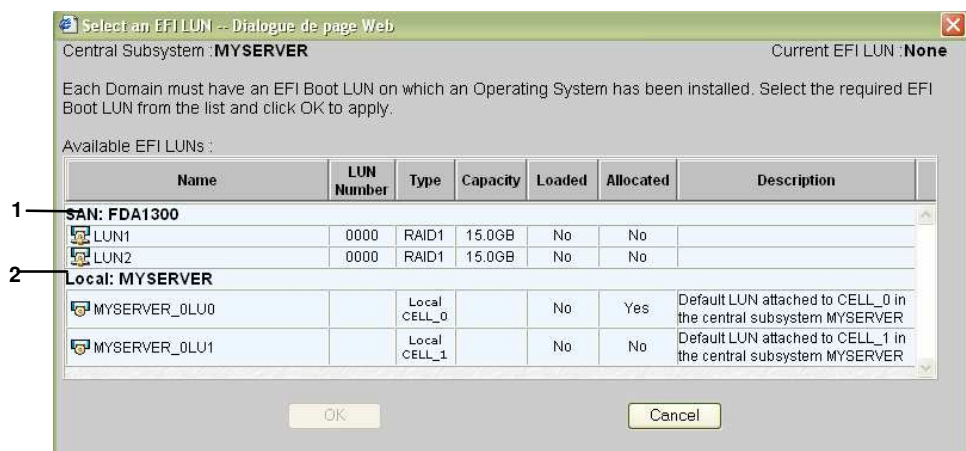 Select an EFI LUN -- Dialogue de page Web
Central Subsystem :MYSERVER Current EFI LUN :None
Each Domain must have an EFI Boot LUN on which an Operating System has been installed. Select the required EFI
Boot LUN from the list and click OK to apply.
Available EFI LUNs :
Name LUN Number Type Capacity Loaded Allocated Description
1 SAN: FDA1300
LUN1 0000 RAID1 15.0GB No No
LUN2 0000 RAID1 15.0GB No No
2 Local: MYSERVER
MYSERVER_0LU0 Local CELL_0 No Yes Default LUN attached to CELL_0 in the central subsystem MYSERVER
MYSERVER_0LU1 Local CELL_1 No No Default LUN attached to CELL_1 in the central subsystem MYSERVER
OK Cancel